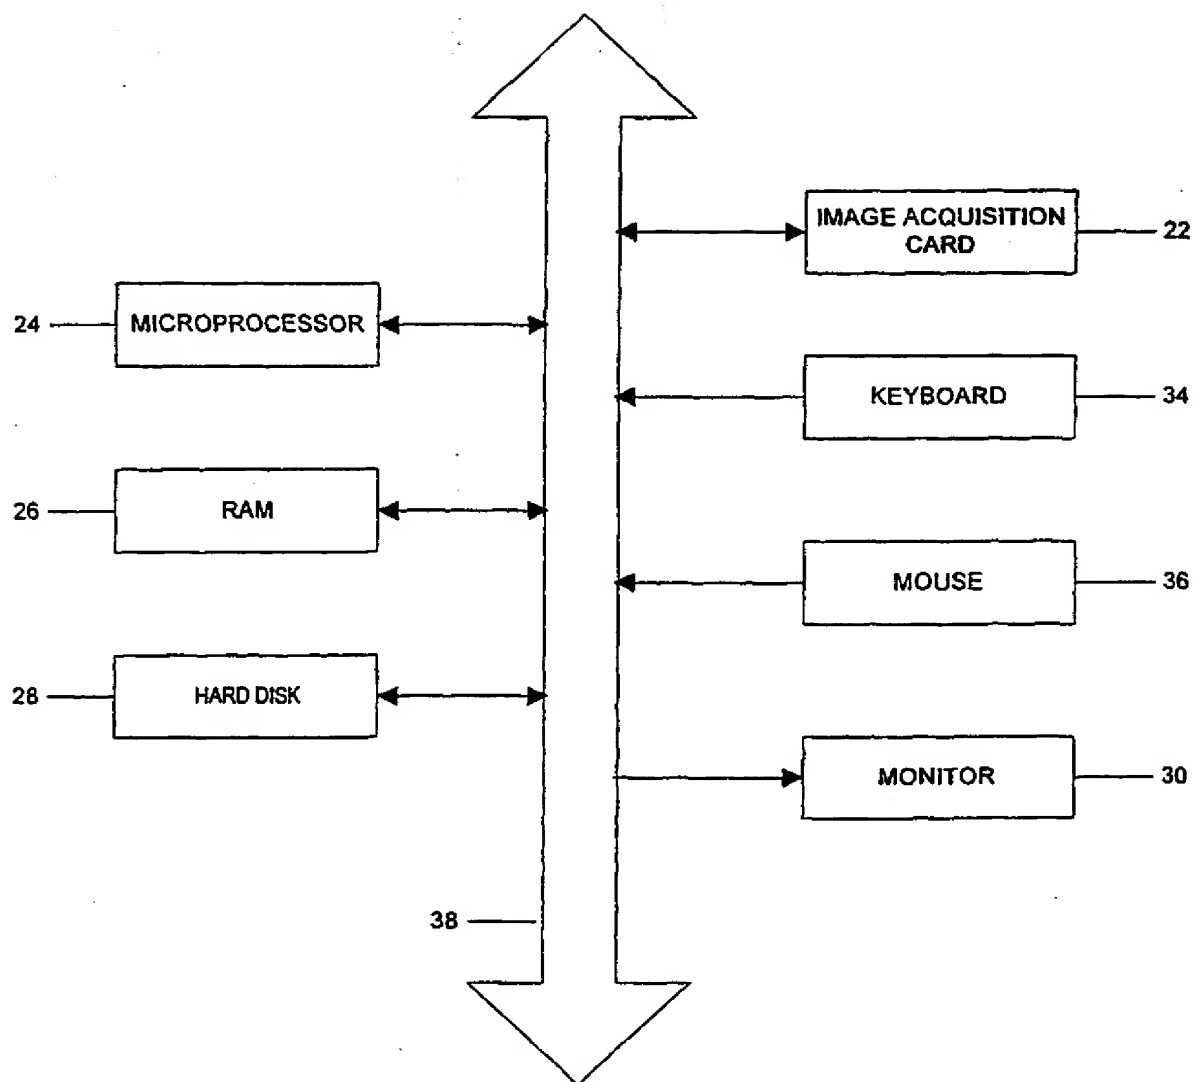 IMAGE ACQUISITION
CARD
22
24
MICROPROCESSOR
KEYBOARD
34
26
RAM
MOUSE
36
28
HARD DISK
MONITOR
30
38